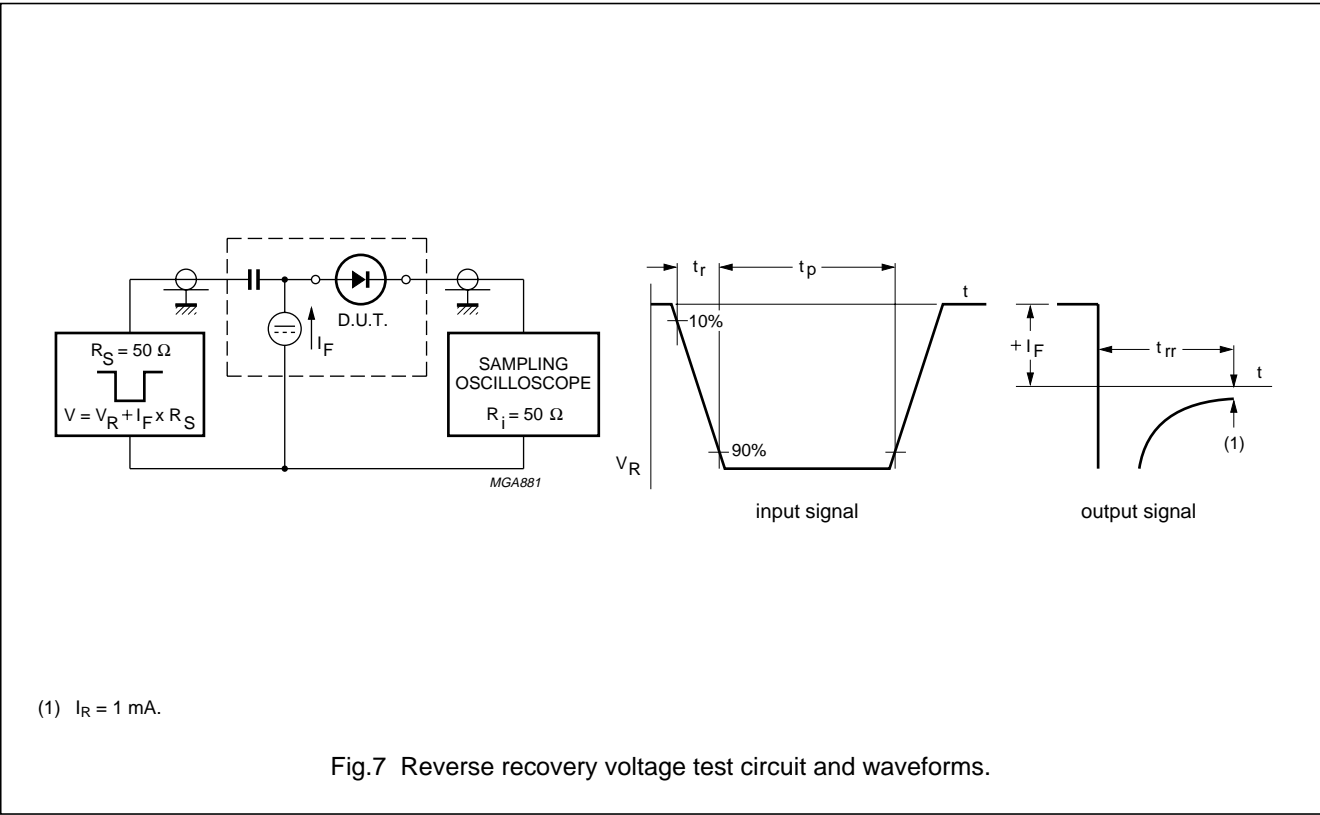 D.U.T.
I_F
R_S = 50 Ω
V = V_R + I_F x R_S
SAMPLING
OSCILLOSCOPE
R_i = 50 Ω
MGA881
t_r
t_p
t
10%
90%
V_R
input signal
+ I_F
t_rr
t
(1)
output signal
(1) I_R = 1 mA.
Fig.7 Reverse recovery voltage test circuit and waveforms.